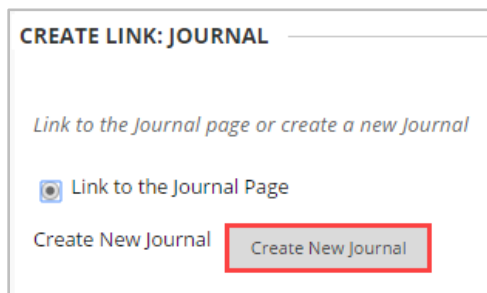 CREATE LINK: JOURNAL
Link to the Journal page or create a new Journal
Link to the Journal Page
Create New Journal Create New Journal